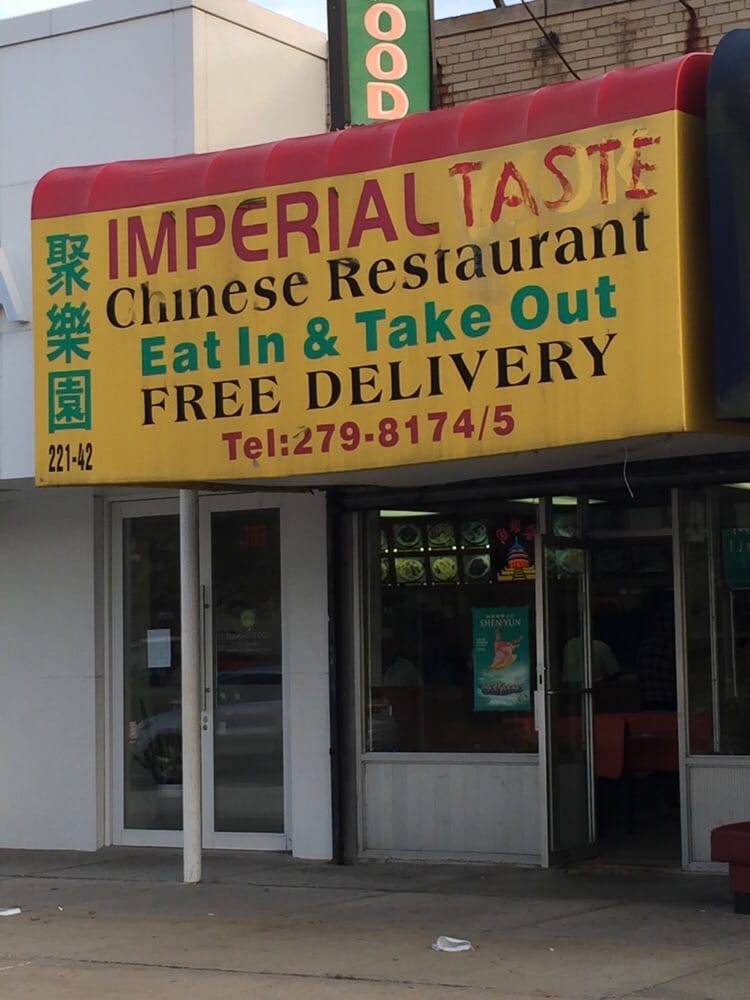 OOD
IMPERIAL TASTE
Chinese Restaurant
Eat In & Take Out
FREE DELIVERY
Tel:279-8174/5
聚樂園
221-42
SHEN YUN